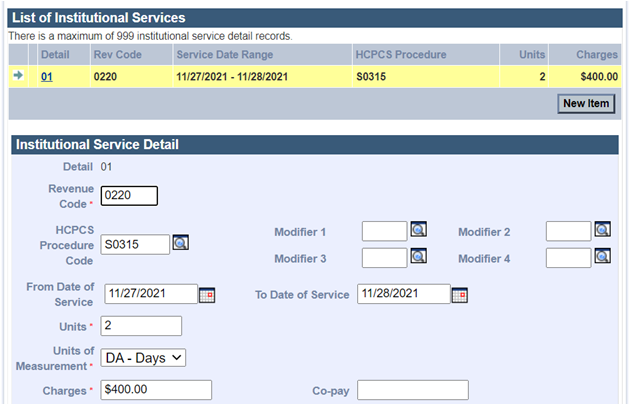 List of Institutional Services
There is a maximum of 999 institutional service detail records.
Detail Rev Code Service Date Range HCPCS Procedure Units Charges
01 0220 11/27/2021 - 11/28/2021 S0315 2 $400.00
New Item
Institutional Service Detail
Detail 01
Revenue
Code * 0220
HCPCS
Procedure
Code S0315
Modifier 1 Modifier 2
Modifier 3 Modifier 4
From Date of
Service 11/27/2021 To Date of Service 11/28/2021
Units * 2
Units of
Measurement * DA - Days
Charges * $400.00 Co-pay